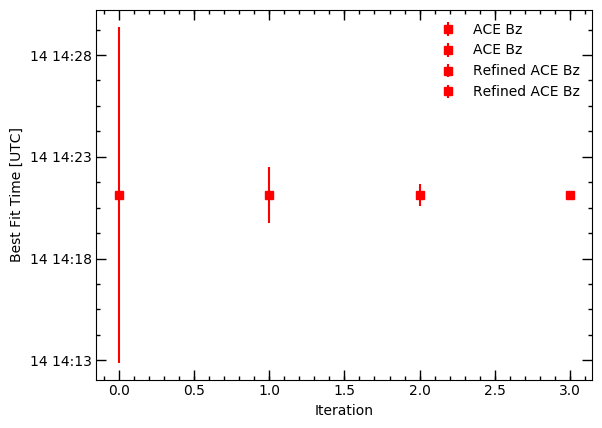 ACE Bz
ACE Bz
Refined ACE Bz
Refined ACE Bz
14 14:28
14 14:23
14 14:18
14 14:13
Best Fit Time [UTC]
0.0 0.5 1.0 1.5 2.0 2.5 3.0
Iteration